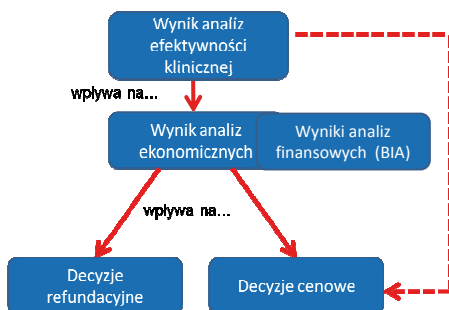 Wynik analiz
efektywności
klinicznej
wpływa na...
Wynik analiz
ekonomicznych
Wyniki analiz
finansowych (BIA)
wpływa na...
Decyzje
refundacyjne
Decyzje cenowe